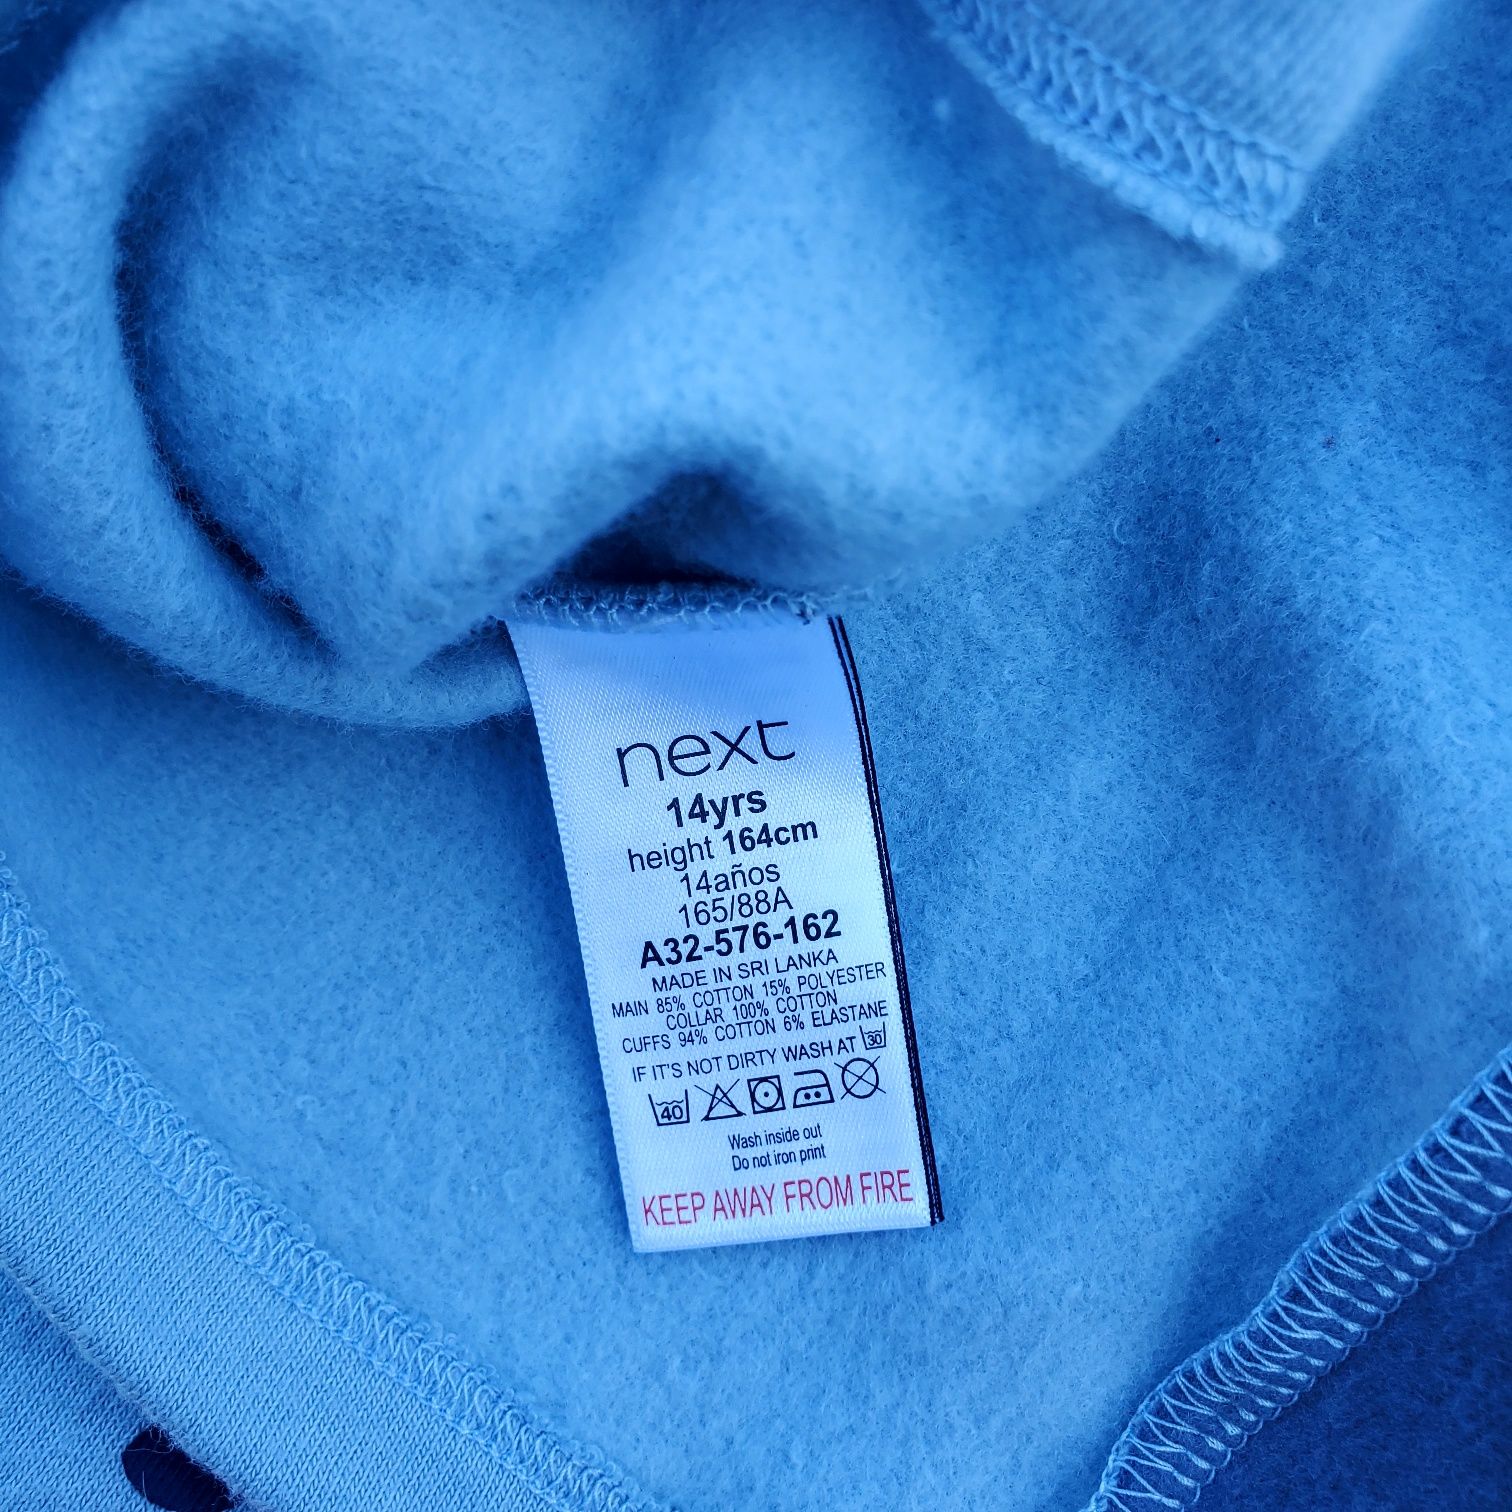 next
14yrs
height 164cm
14años
165/88A
A32-576-162
MADE IN SRI LANKA
MAIN 85% COTTON 15% POLYESTER
COLLAR 100% COTTON
CUFFS 94% COTTON 6% ELASTANE
IF IT'S NOT DIRTY WASH AT 30
40
Wash inside out
Do not iron print
KEEP AWAY FROM FIRE